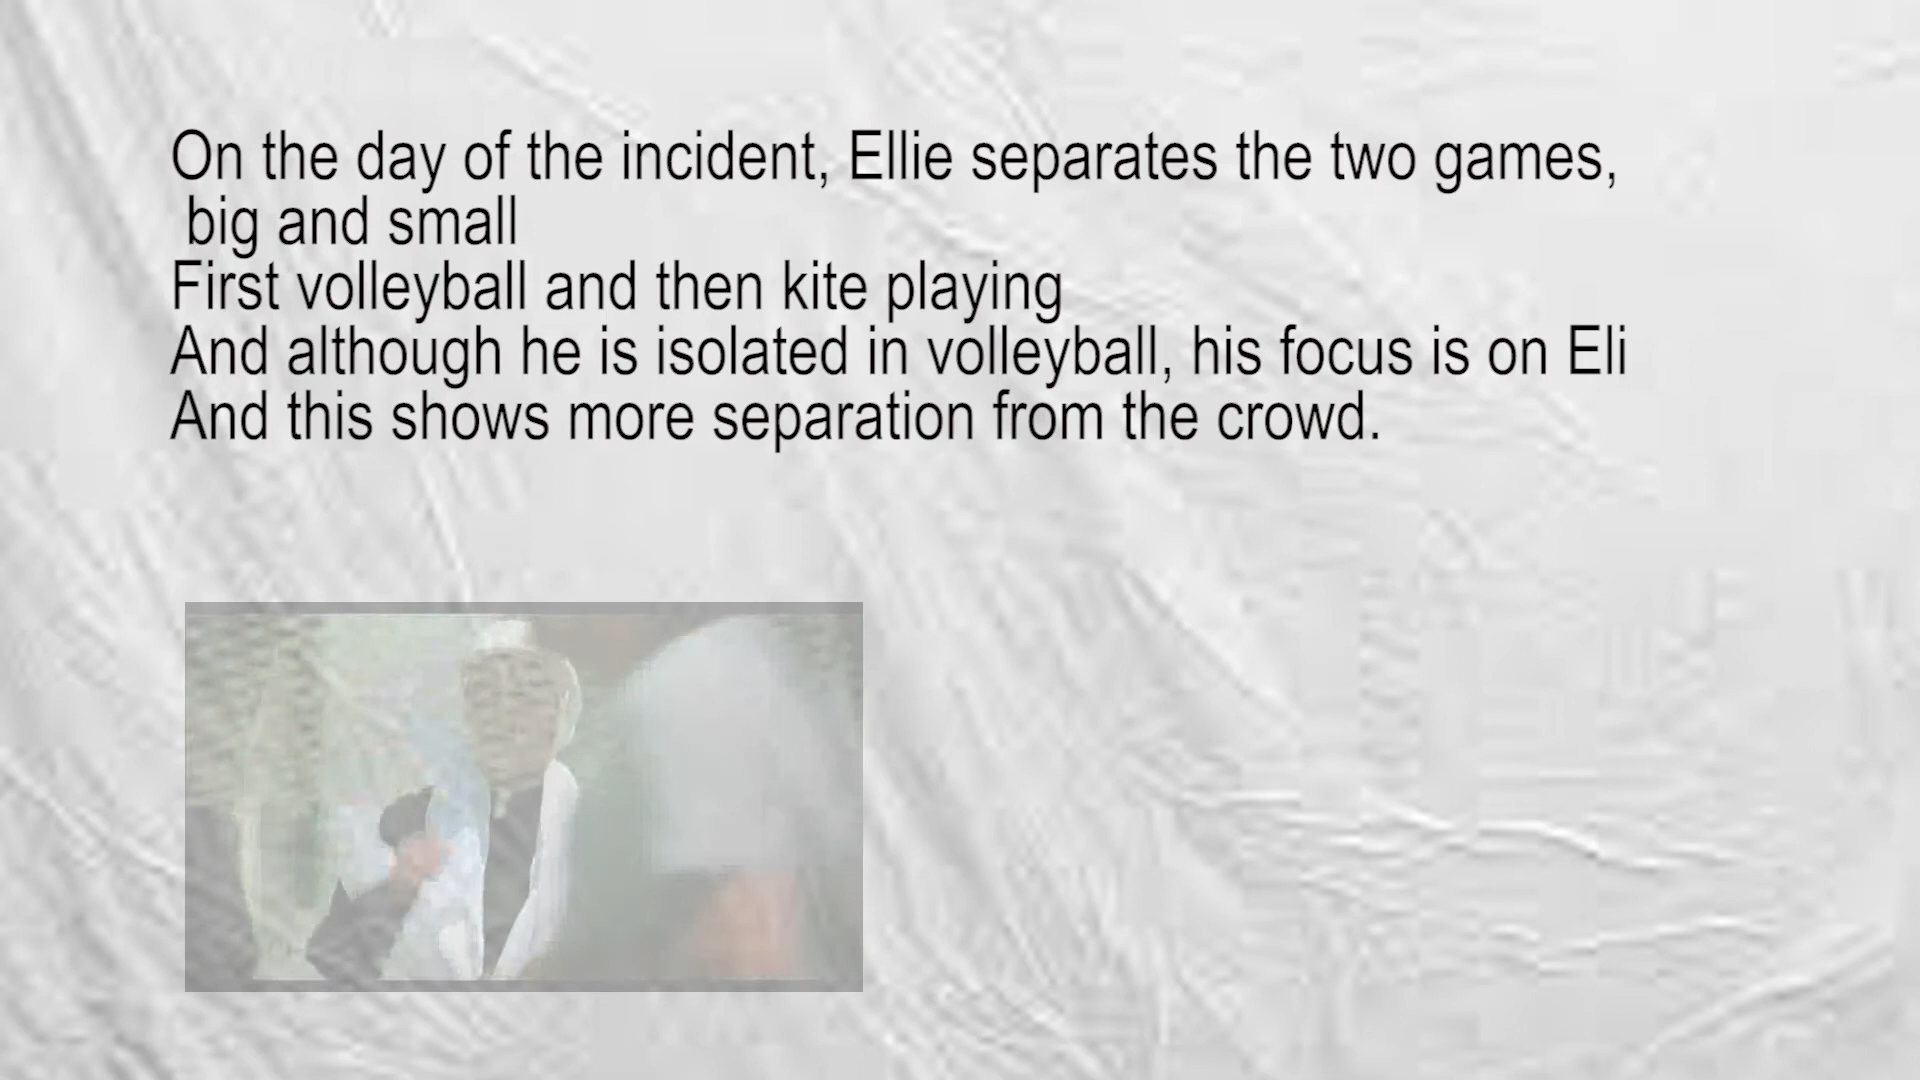 On the day of the incident, Ellie separates the two games,
big and small
First volleyball and then kite playing
And although he is isolated in volleyball, his focus is on Eli
And this shows more separation from the crowd.